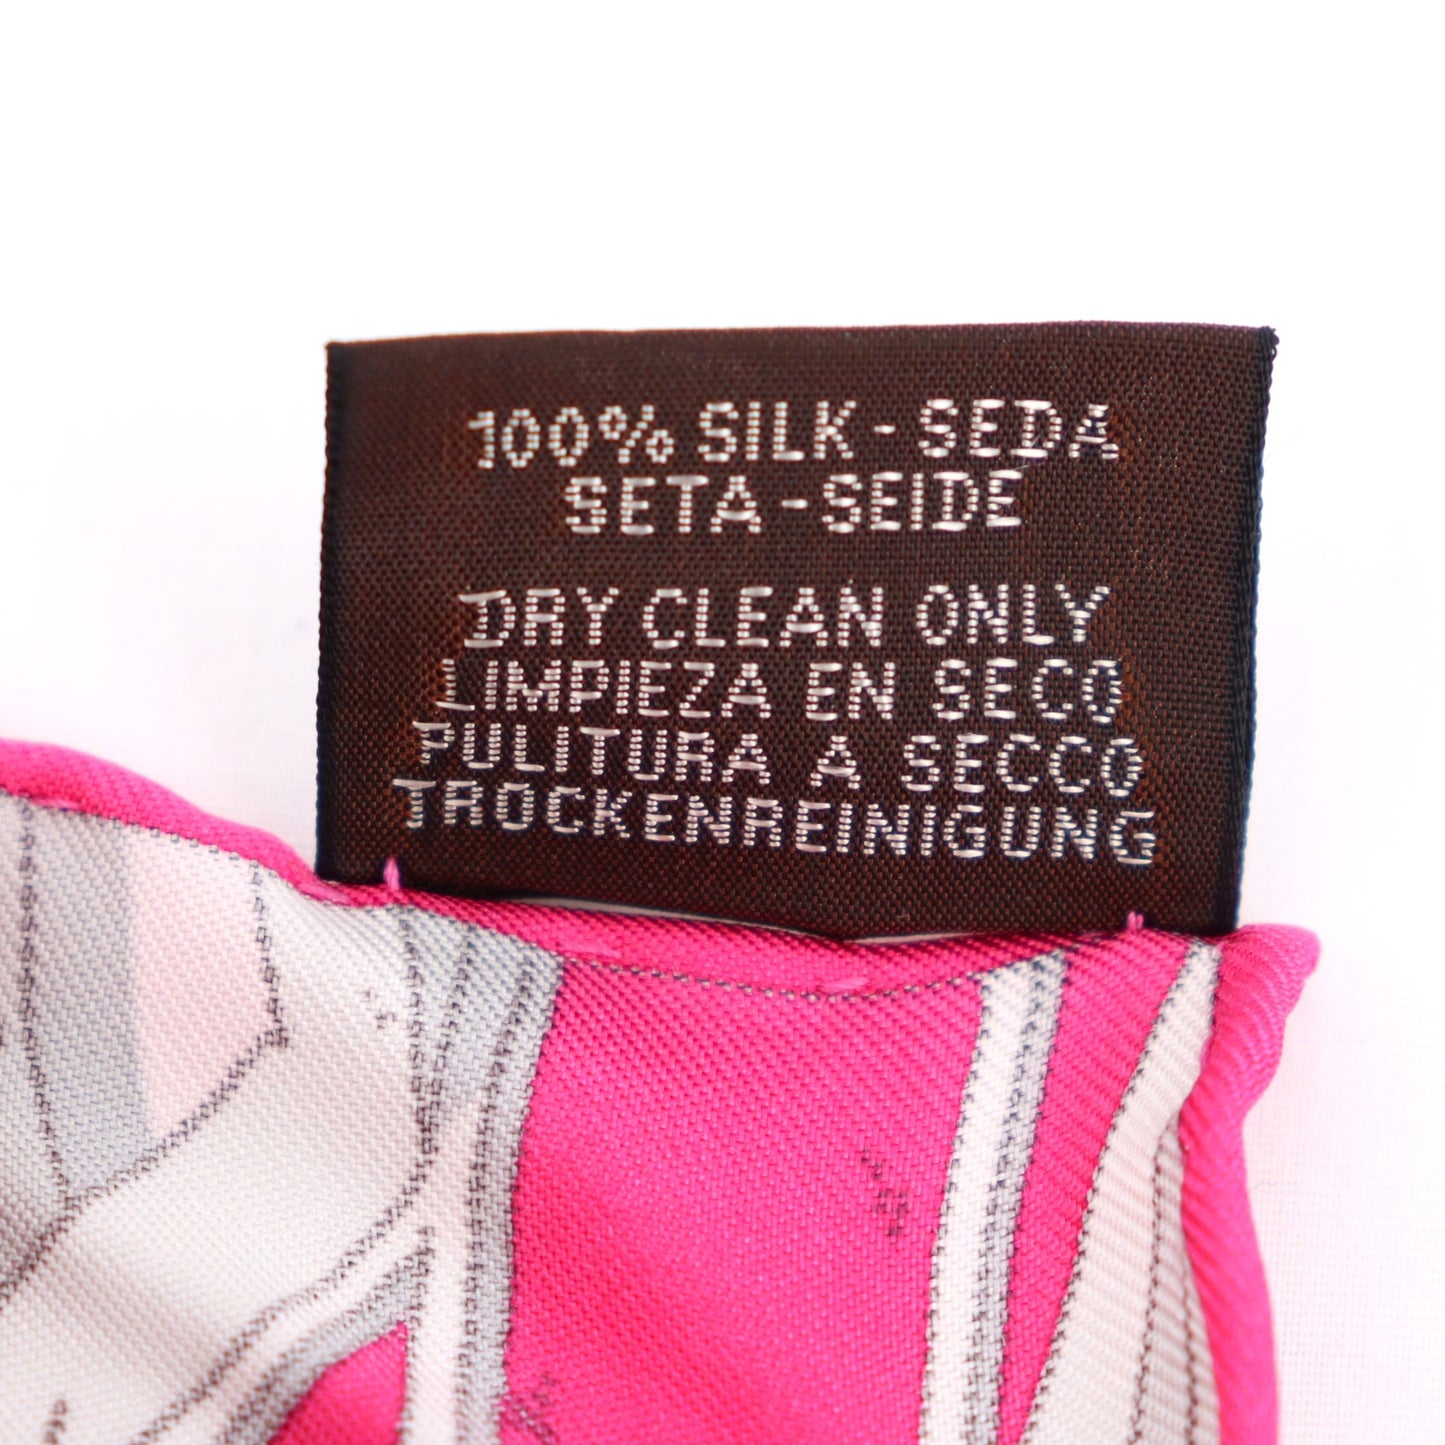 100% SILK - SEDA
SETA - SEIDE
DRY CLEAN ONLY
LIMPIEZA EN SECO
PULITURA A SECCO
TROCKENREINIGUNG